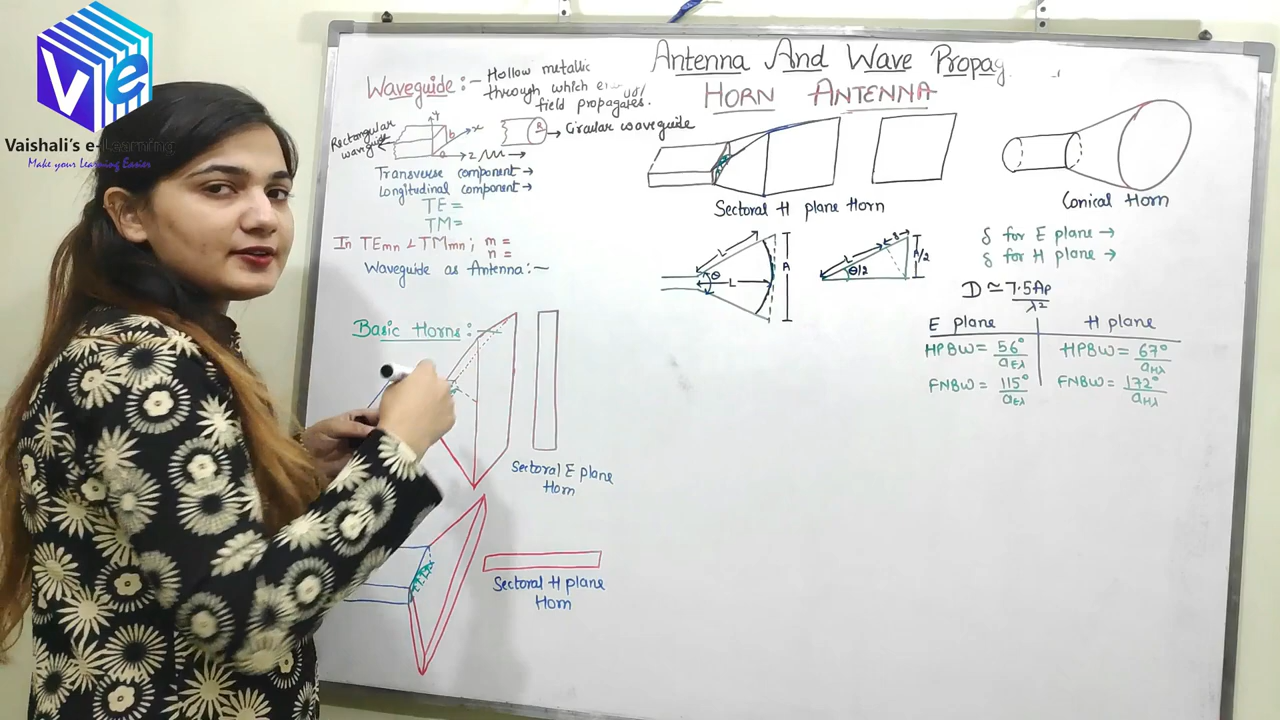 Ve
Vaishali's e-Learning
Make your Learning Easier
Antenna And Wave Propag
HORN ANTENNA
Waveguide :- Hollow metallic
through which
field propagates.
Rectangular
waveguide
y
b
x
a
z
R
Circular waveguide
Transverse component →
Longitudinal component →
TE =
TM =
In TEmn & TMmn ; m =
n =
Waveguide as Antenna :-
Basic Horns :-
Sectoral E plane
Horn
Sectoral H plane
Horn
Sectoral H plane Horn
Conical Horn
L
θ
L
A
L
δ
θ/2
A/2
δ for E plane →
δ for H plane →
D ≃ 7.5Ap
λ²
E plane
H plane
HPBW = 56°
aEλ
HPBW = 67°
aHλ
FNBW = 115°
aEλ
FNBW = 172°
aHλ